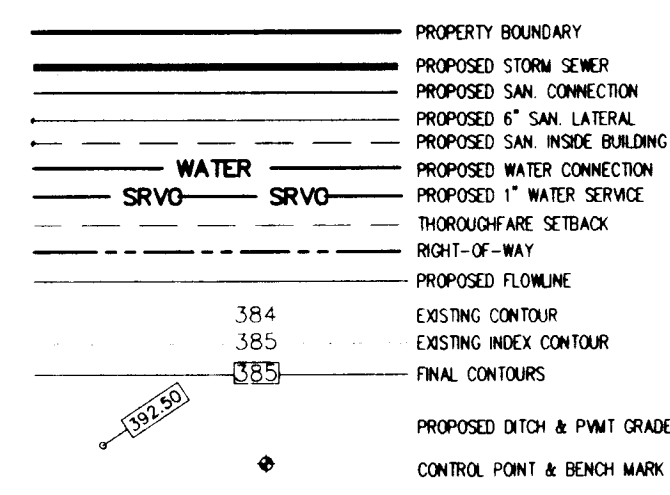 PROPERTY BOUNDARY
PROPOSED STORM SEWER
PROPOSED SAN. CONNECTION
PROPOSED 6" SAN. LATERAL
PROPOSED SAN. INSIDE BUILDING
WATER PROPOSED WATER CONNECTION
SRVC SRVC PROPOSED 1" WATER SERVICE
THOROUGHFARE SETBACK
RIGHT-OF-WAY
PROPOSED FLOWLINE
384 EXISTING CONTOUR
385 EXISTING INDEX CONTOUR
385 FINAL CONTOURS
392.50 PROPOSED DITCH & PVMT GRADE
CONTROL POINT & BENCH MARK